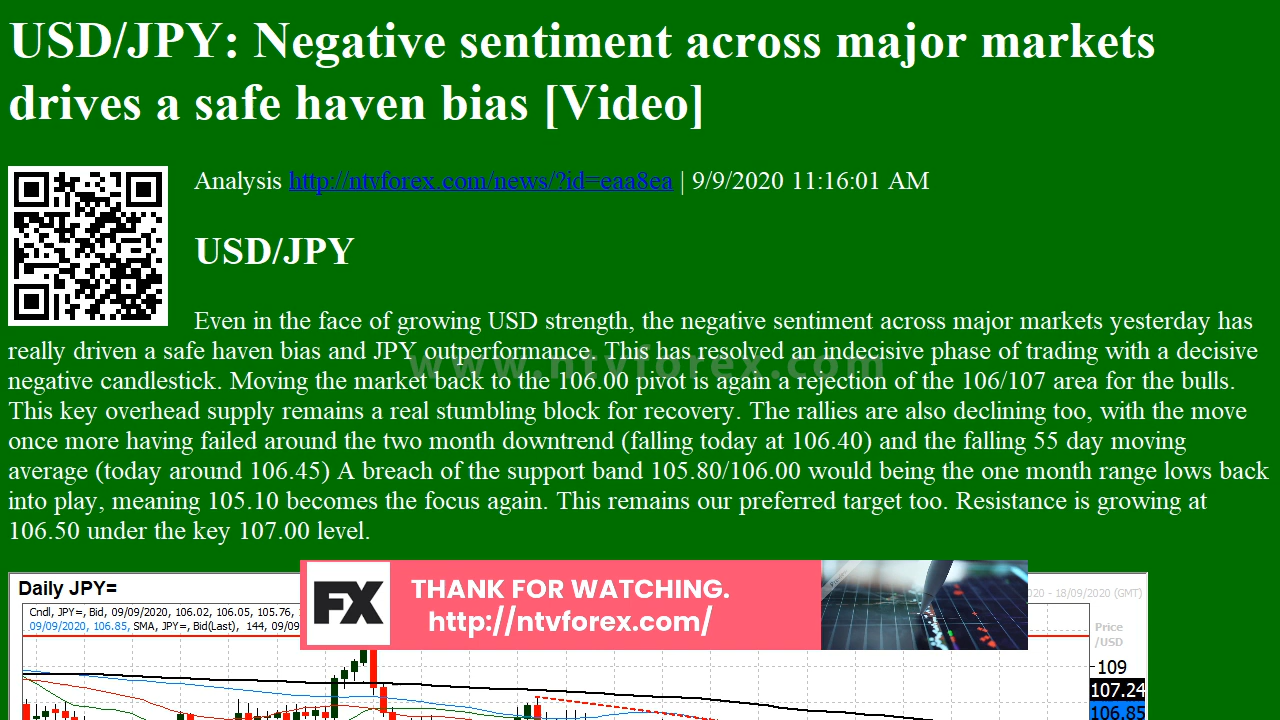 USD/JPY: Negative sentiment across major markets
drives a safe haven bias [Video]
Analysis http://ntvforex.com/news/?id=eaa8ea | 9/9/2020 11:16:01 AM
USD/JPY
Even in the face of growing USD strength, the negative sentiment across major markets yesterday has
really driven a safe haven bias and JPY outperformance. This has resolved an indecisive phase of trading with a decisive
www.ntvforex.com
negative candlestick. Moving the market back to the 106.00 pivot is again a rejection of the 106/107 area for the bulls.
This key overhead supply remains a real stumbling block for recovery. The rallies are also declining too, with the move
once more having failed around the two month downtrend (falling today at 106.40) and the falling 55 day moving
average (today around 106.45) A breach of the support band 105.80/106.00 would being the one month range lows back
into play, meaning 105.10 becomes the focus again. This remains our preferred target too. Resistance is growing at
106.50 under the key 107.00 level.
Daily JPY=
FX
THANK FOR WATCHING.
http://ntvforex.com/
020 - 18/09/2020 (GMT)
Cndl, JPY=, Bid, 09/09/2020, 106.02, 106.05, 105.76,
09/09/2020, 106.85, SMA, JPY=, Bid(Last), 144, 09/09
Price
/USD
109
107.24
106.85